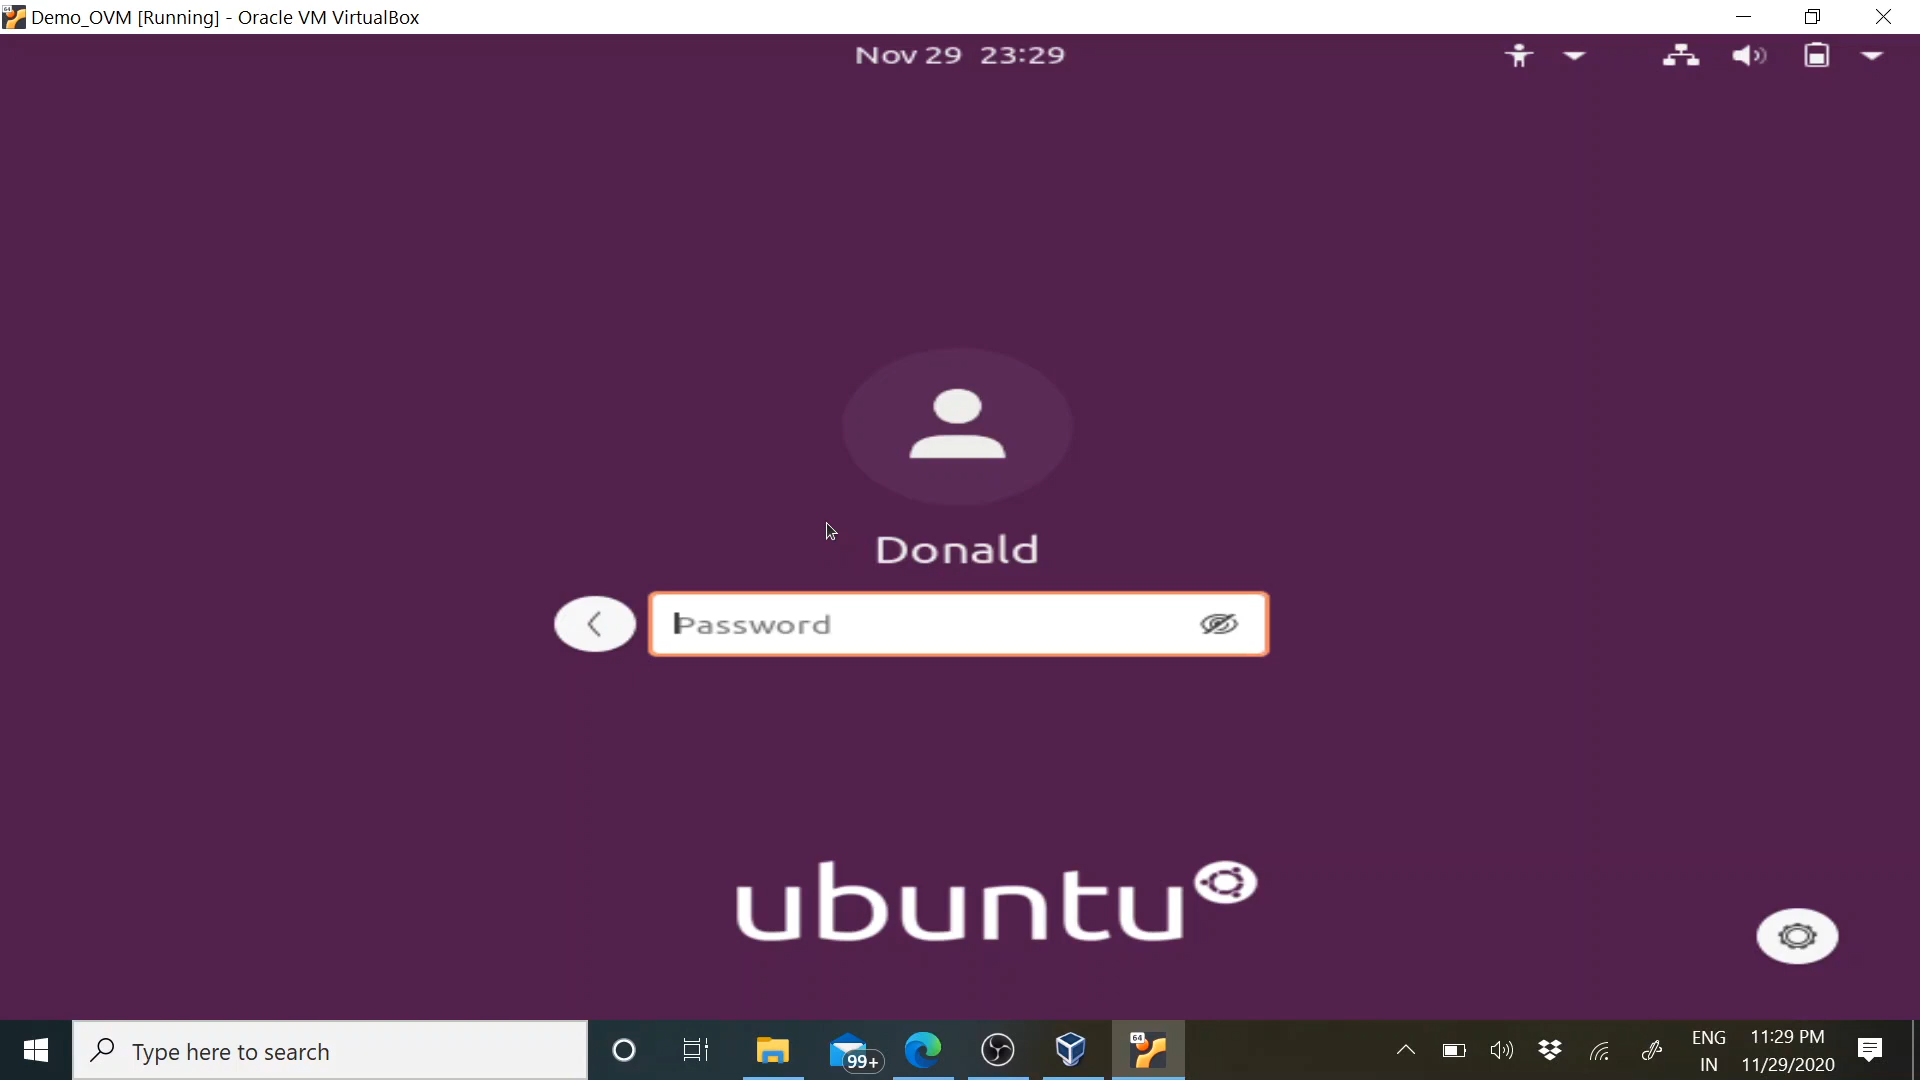 Demo_OVM [Running] - Oracle VM VirtualBox
Nov 29 23:29
Donald
Password
ubuntu
Type here to search
99+
64
ENG
IN
11:29 PM
11/29/2020